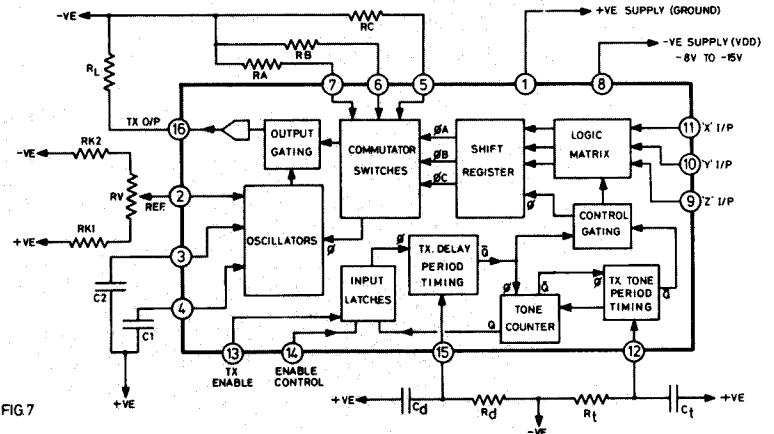 -VE
RC
+VE SUPPLY (GROUND)
RB
-VE SUPPLY (VDD)
-8V TO -15V
RL
RA
7
6
5
1
8
TX O/P
16
OUTPUT GATING
COMMUTATOR SWITCHES
ØA
ØB
ØC
SHIFT REGISTER
LOGIC MATRIX
11 'X' I/P
10 'Y' I/P
9 'Z' I/P
RK2
-VE
RV
REF.
2
+VE
RK1
OSCILLATORS
Ø
Ø
CONTROL GATING
3
C2
4
C1
INPUT LATCHES
Ø
TX. DELAY PERIOD TIMING
Q̅
Ø
Q̅
TONE COUNTER
Q
Ø
TX TONE PERIOD TIMING
Q̅
13
TX ENABLE
14
ENABLE CONTROL
15
12
+VE
FIG.7
+VE
Cd
Rd
-VE
Rt
Ct
+VE